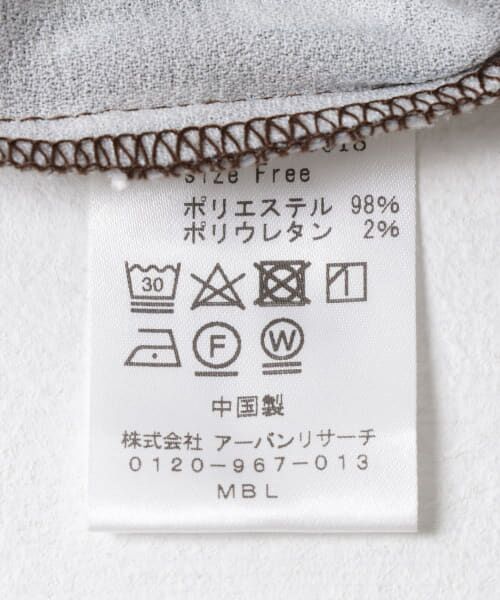 Size Free
ポリエステル 98%
ポリウレタン 2%
30
F W
中国製
株式会社 アーバンリサーチ
0120-967-013
MBL